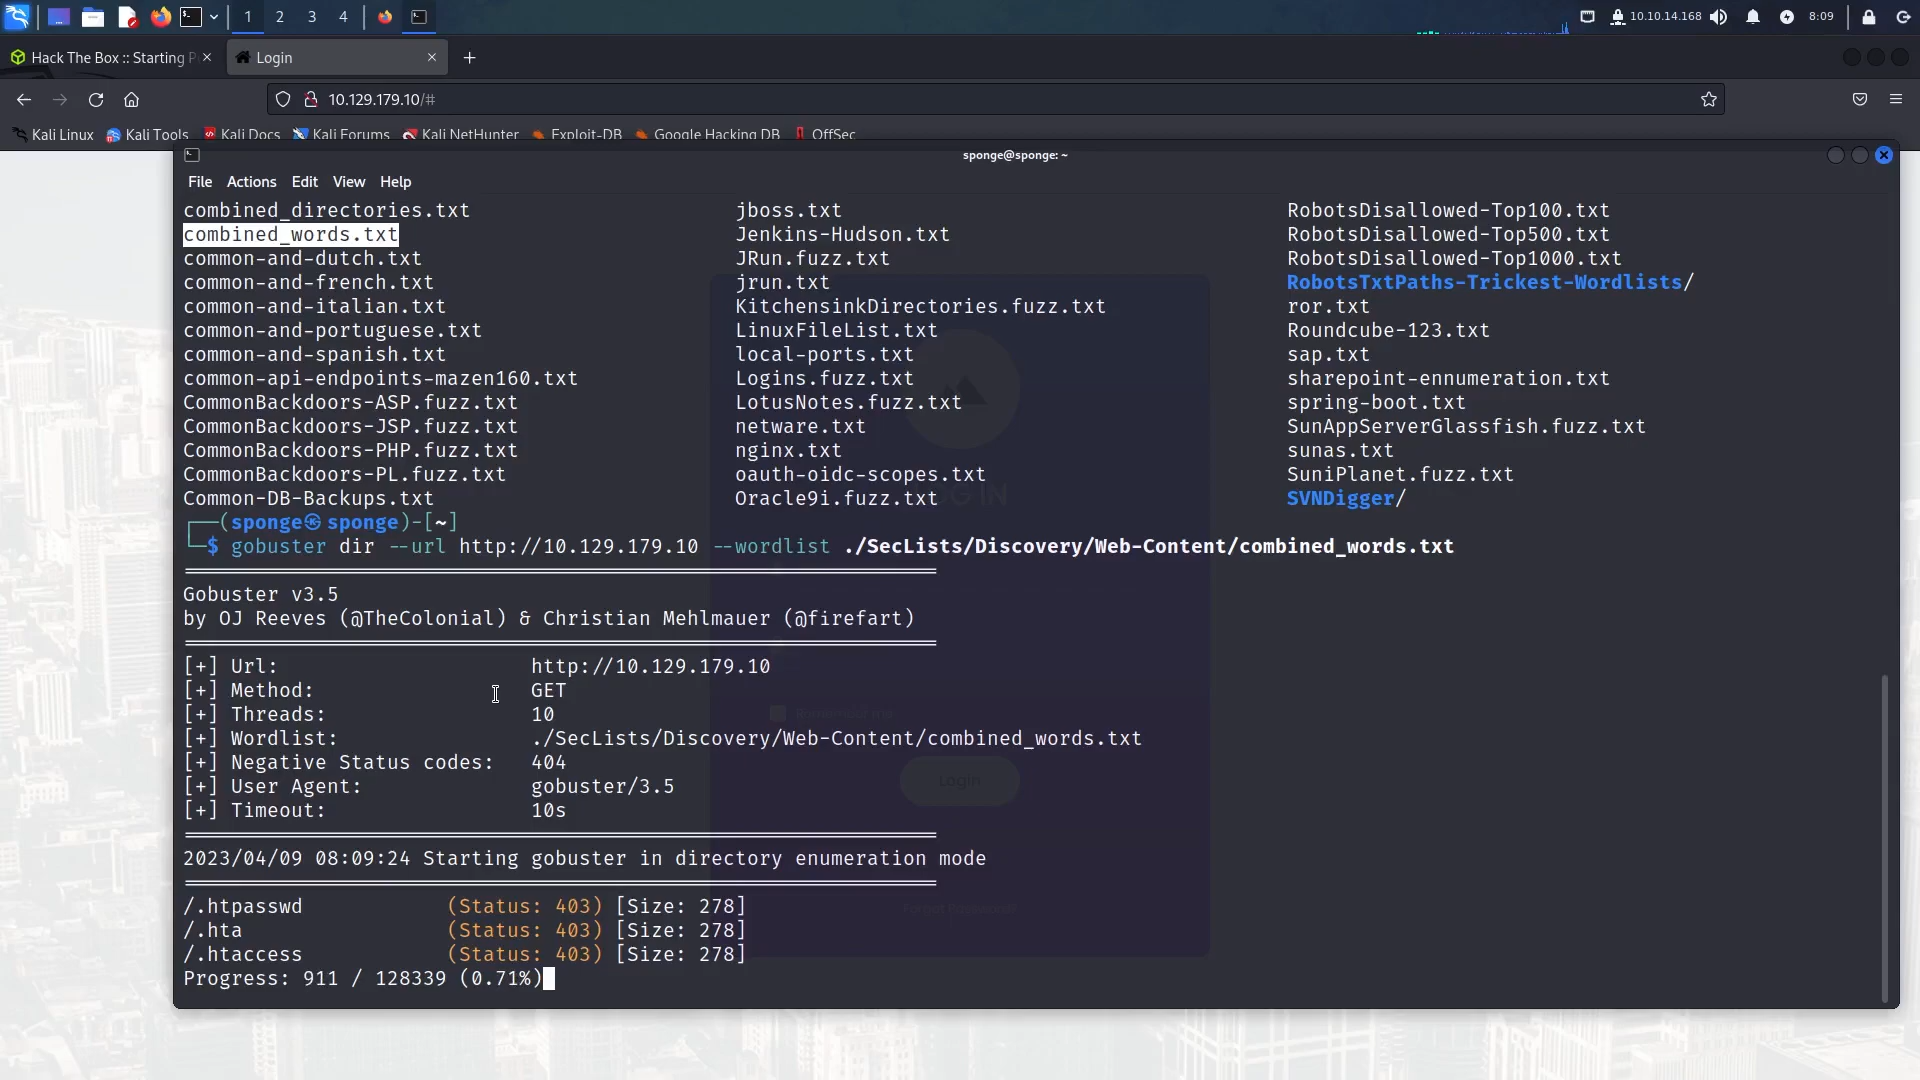 1 2 3 4
10.10.14.168
8:09
Hack The Box :: Starting P
Login
10.129.179.10/#
Kali Linux Kali Tools Kali Docs Kali Forums Kali NetHunter Exploit-DB Google Hacking DB OffSec
sponge@sponge: ~
File Actions Edit View Help
combined_directories.txt jboss.txt RobotsDisallowed-Top100.txt
combined_words.txt Jenkins-Hudson.txt RobotsDisallowed-Top500.txt
common-and-dutch.txt JRun.fuzz.txt RobotsDisallowed-Top1000.txt
common-and-french.txt jrun.txt RobotsTxtPaths-Trickest-Wordlists/
common-and-italian.txt KitchensinkDirectories.fuzz.txt ror.txt
common-and-portuguese.txt LinuxFileList.txt Roundcube-123.txt
common-and-spanish.txt local-ports.txt sap.txt
common-api-endpoints-mazen160.txt Logins.fuzz.txt sharepoint-ennumeration.txt
CommonBackdoors-ASP.fuzz.txt LotusNotes.fuzz.txt spring-boot.txt
CommonBackdoors-JSP.fuzz.txt netware.txt SunAppServerGlassfish.fuzz.txt
CommonBackdoors-PHP.fuzz.txt nginx.txt sunas.txt
CommonBackdoors-PL.fuzz.txt oauth-oidc-scopes.txt SuniPlanet.fuzz.txt
Common-DB-Backups.txt Oracle9i.fuzz.txt SVNDigger/
┌──(sponge㉿sponge)-[~]
└─$ gobuster dir --url http://10.129.179.10 --wordlist ./SecLists/Discovery/Web-Content/combined_words.txt
===============================================================
Gobuster v3.5
by OJ Reeves (@TheColonial) & Christian Mehlmauer (@firefart)
===============================================================
[+] Url: http://10.129.179.10
[+] Method: GET
[+] Threads: 10
[+] Wordlist: ./SecLists/Discovery/Web-Content/combined_words.txt
[+] Negative Status codes: 404
[+] User Agent: gobuster/3.5
[+] Timeout: 10s
===============================================================
2023/04/09 08:09:24 Starting gobuster in directory enumeration mode
===============================================================
/.htpasswd (Status: 403) [Size: 278]
/.hta (Status: 403) [Size: 278]
/.htaccess (Status: 403) [Size: 278]
Progress: 911 / 128339 (0.71%)
Login